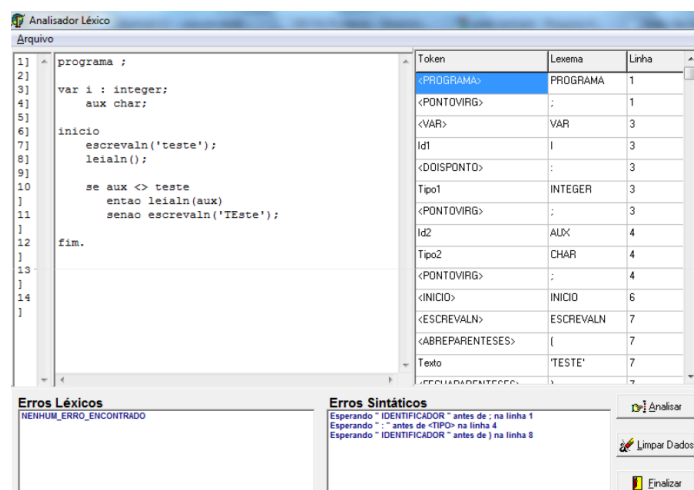 Analisador Léxico
Arquivo
1]
2]
3]
4]
5]
6]
7]
8]
9]
10
]
11
]
12
]
13
]
14
]
programa ;
var i : integer;
aux char;
inicio
escrevaln('teste');
leialn();
se aux <> teste
entao leialn(aux)
senao escrevaln('TEste');
fim.
Token Lexema Linha
<PROGRAMA> PROGRAMA 1
<PONTOVIRG> ; 1
<VAR> VAR 3
Id1 I 3
<DOISPONTO> : 3
Tipo1 INTEGER 3
<PONTOVIRG> ; 3
Id2 AUX 4
Tipo2 CHAR 4
<PONTOVIRG> ; 4
<INICIO> INICIO 6
<ESCREVALN> ESCREVALN 7
<ABREPARENTESES> ( 7
Texto 'TESTE' 7
<FECHAPARENTESES> ) 7
Erros Léxicos
NENHUM_ERRO_ENCONTRADO
Erros Sintáticos
Esperando " IDENTIFICADOR " antes de ; na linha 1
Esperando " : " antes de <TIPO> na linha 4
Esperando " IDENTIFICADOR " antes de ) na linha 8
Analisar
Limpar Dados
Finalizar